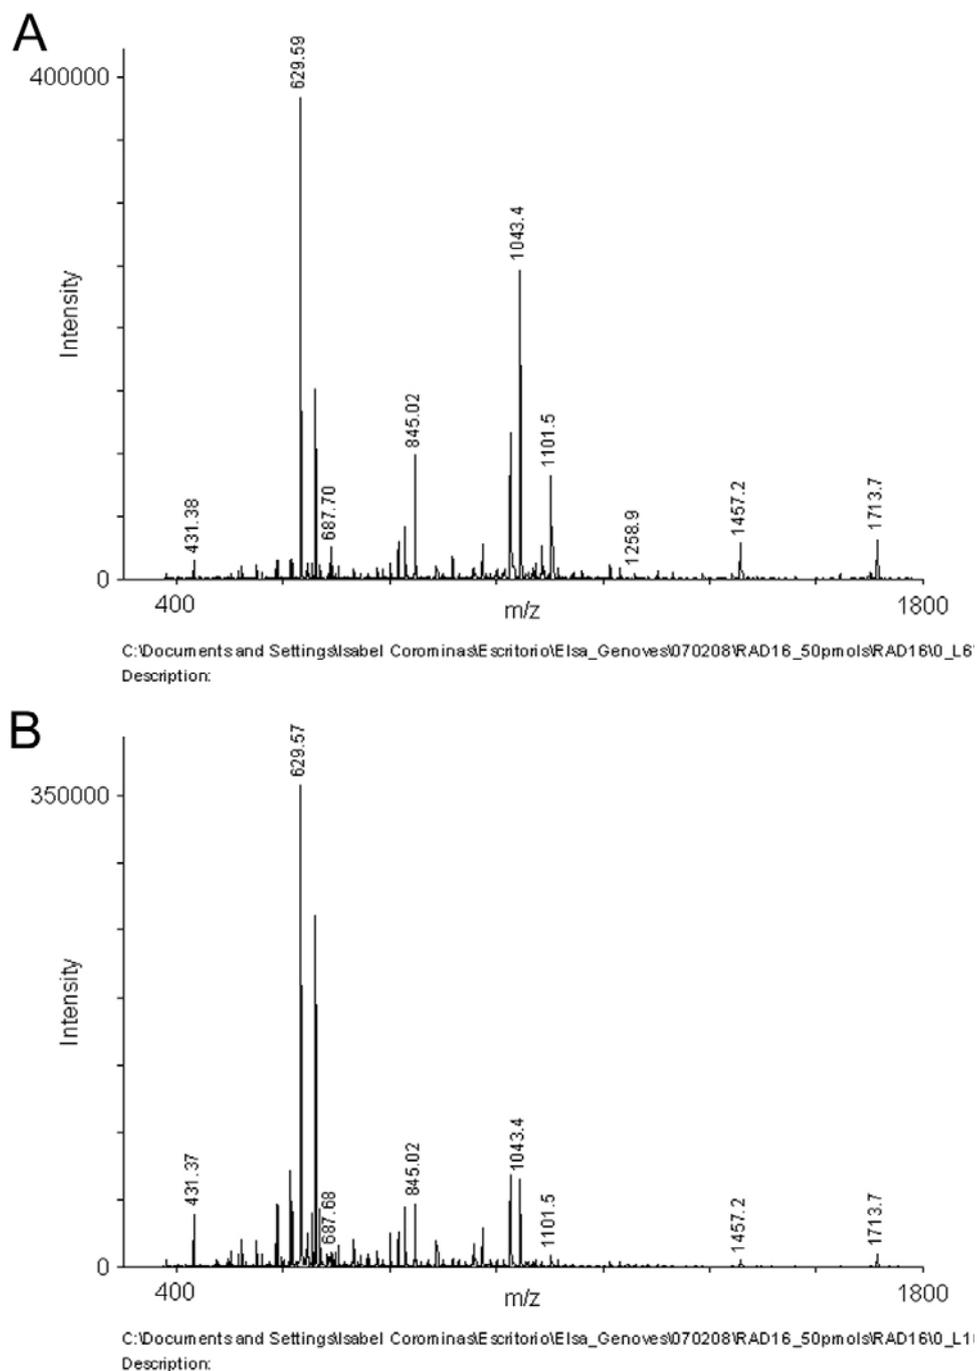 A
400000
629.59
1043.4
845.02
1101.5
431.38
687.70
1258.9
1457.2
1713.7
Intensity
0
400
m/z
1800
C:\Documents and Settings\Isabel Corominas\Escritorio\Elsa_Genoves\070208\RAD16_50pmols\RAD16\0_L6
Description:
B
350000
629.57
431.37
687.68
845.02
1043.4
1101.5
1457.2
1713.7
Intensity
0
400
m/z
1800
C:\Documents and Settings\Isabel Corominas\Escritorio\Elsa_Genoves\070208\RAD16_50pmols\RAD16\0_L1
Description: